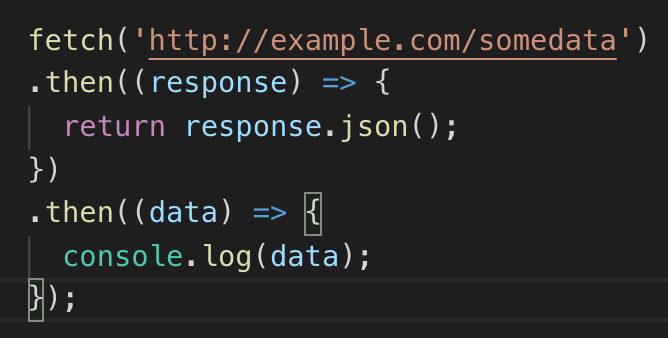 fetch('http://example.com/somedata')
.then((response) => {
  return response.json();
})
.then((data) => {
  console.log(data);
});